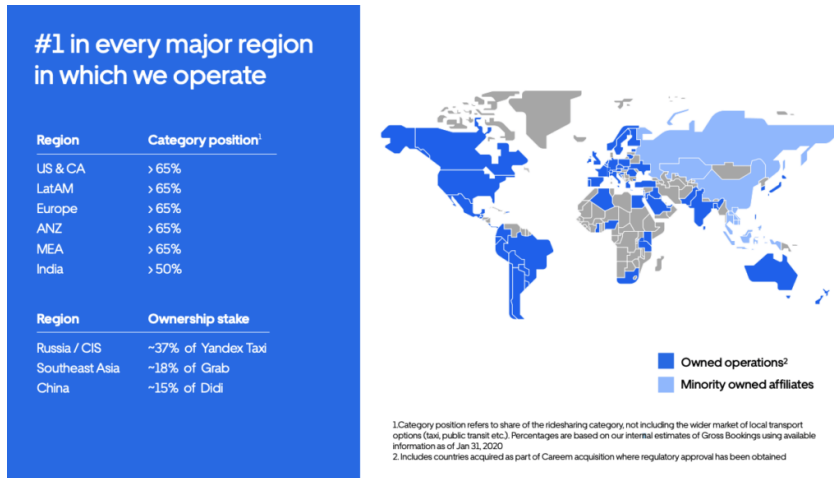 #1 in every major region
in which we operate
Region Category position¹
US & CA > 65%
LatAM > 65%
Europe > 65%
ANZ > 65%
MEA > 65%
India > 50%
Region Ownership stake
Russia / CIS ~37% of Yandex Taxi
Southeast Asia ~18% of Grab
China ~15% of Didi
Owned operations²
Minority owned affiliates
1.Category position refers to share of the ridesharing category, not including the wider market of local transport
options (taxi, public transit etc.). Percentages are based on our internal estimates of Gross Bookings using available
information as of Jan 31, 2020
2. Includes countries acquired as part of Careem acquisition where regulatory approval has been obtained